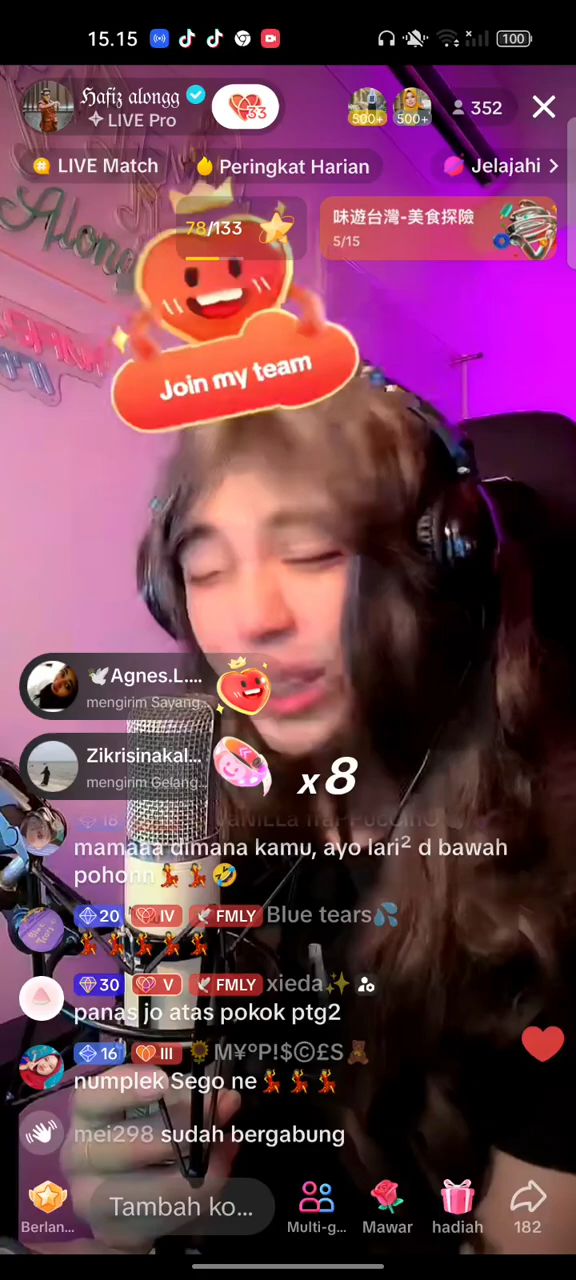 15.15
100
Hafiz alongg
LIVE Pro
33
500+
500+
352
LIVE Match
Peringkat Harian
Jelajahi
Along
78/133
味遊台灣-美食探險
5/15
Join my team
🕊Agnes.L....
mengirim Sayang...
Zikrisinakal...
mengirim Gelang
x8
18
mamaaa dimana kamu, ayo lari² d bawah
pohonn💃💃🤣
20 IV FMLY Blue tears💦
💃💃💃💃💃
30 V FMLY xieda✨
panas jo atas pokok ptg2
16 III 🌻M¥ºP!$©£S🧸
numplek Sego ne💃💃💃
mei298 sudah bergabung
Berlan...
Tambah ko...
Multi-g...
Mawar
hadiah
182